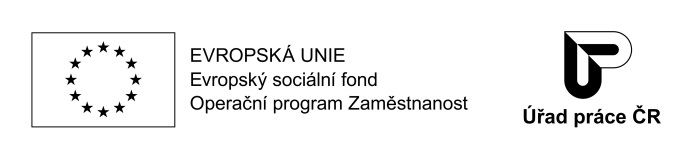 EVROPSKÁ UNIE
Evropský sociální fond
Operační program Zaměstnanost
Úřad práce ČR